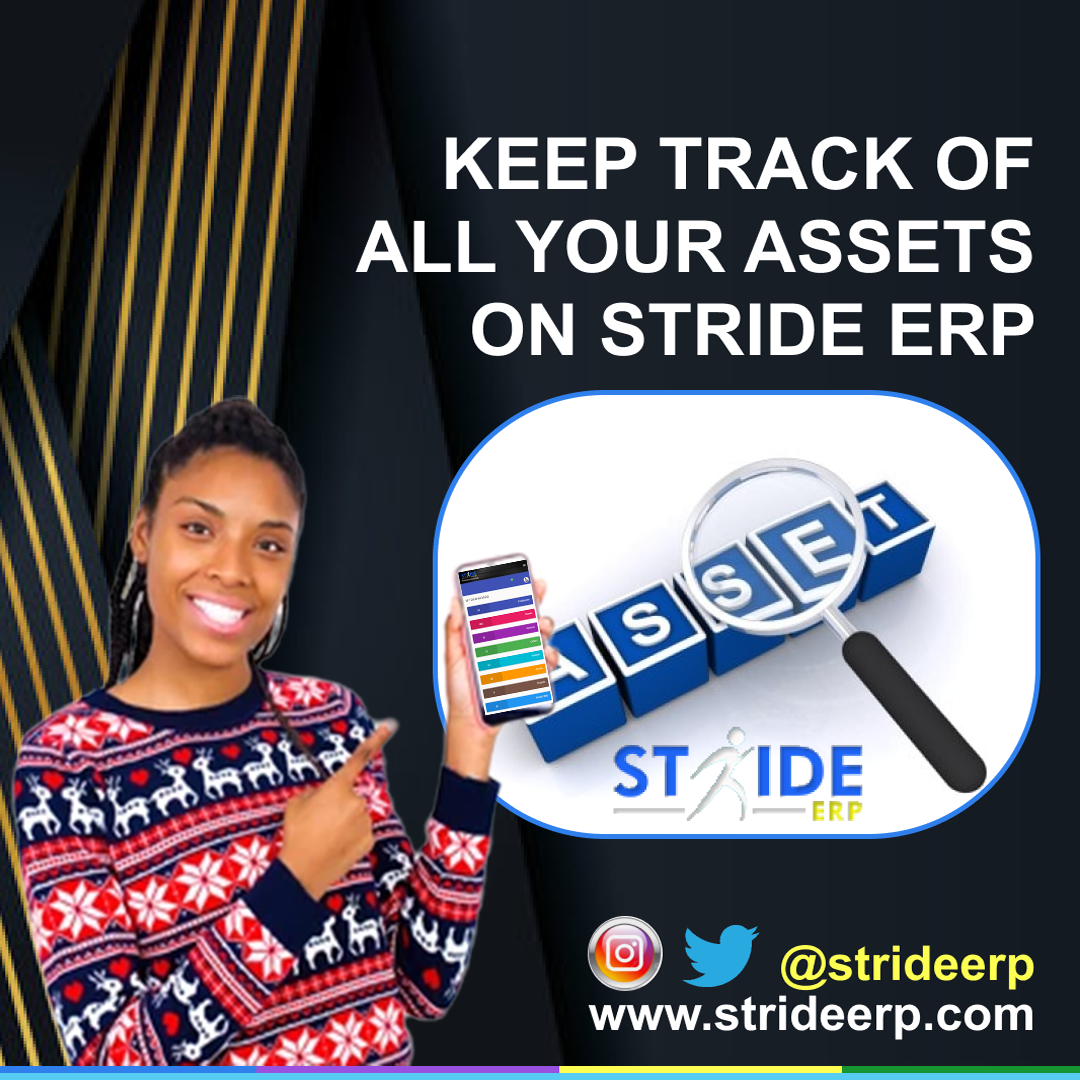 KEEP TRACK OF
ALL YOUR ASSETS
ON STRIDE ERP
ASSET
STRIDE
ERP
@strideerp
www.strideerp.com